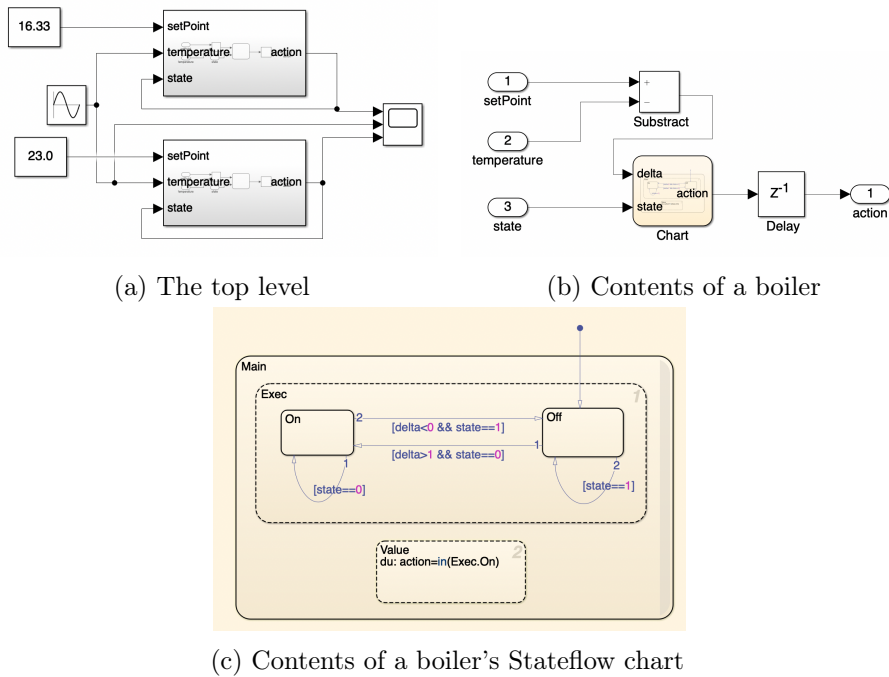 16.33
setPoint
temperature
action
state
23.0
setPoint
temperature
action
state
(a) The top level
1
setPoint
+
−
Substract
2
temperature
delta
action
state
Chart
3
state
Z-1
Delay
1
action
(b) Contents of a boiler
Main
Exec
1
On
2
Off
[delta<0 && state==1]
1
[delta>1 && state==0]
1
2
[state==0]
[state==1]
Value
2
du: action=in(Exec.On)
(c) Contents of a boiler's Stateflow chart